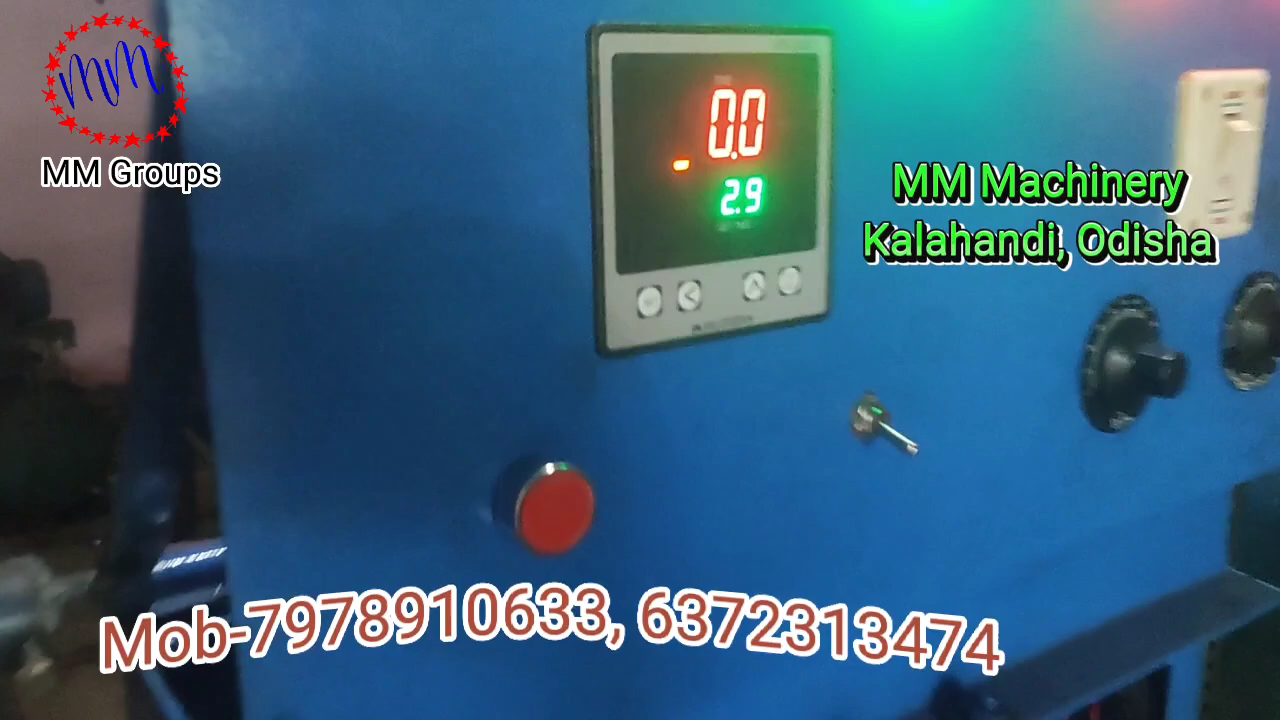 MM
MM Groups
0.0
2.9
MM Machinery
Kalahandi, Odisha
Mob-7978910633, 6372313474